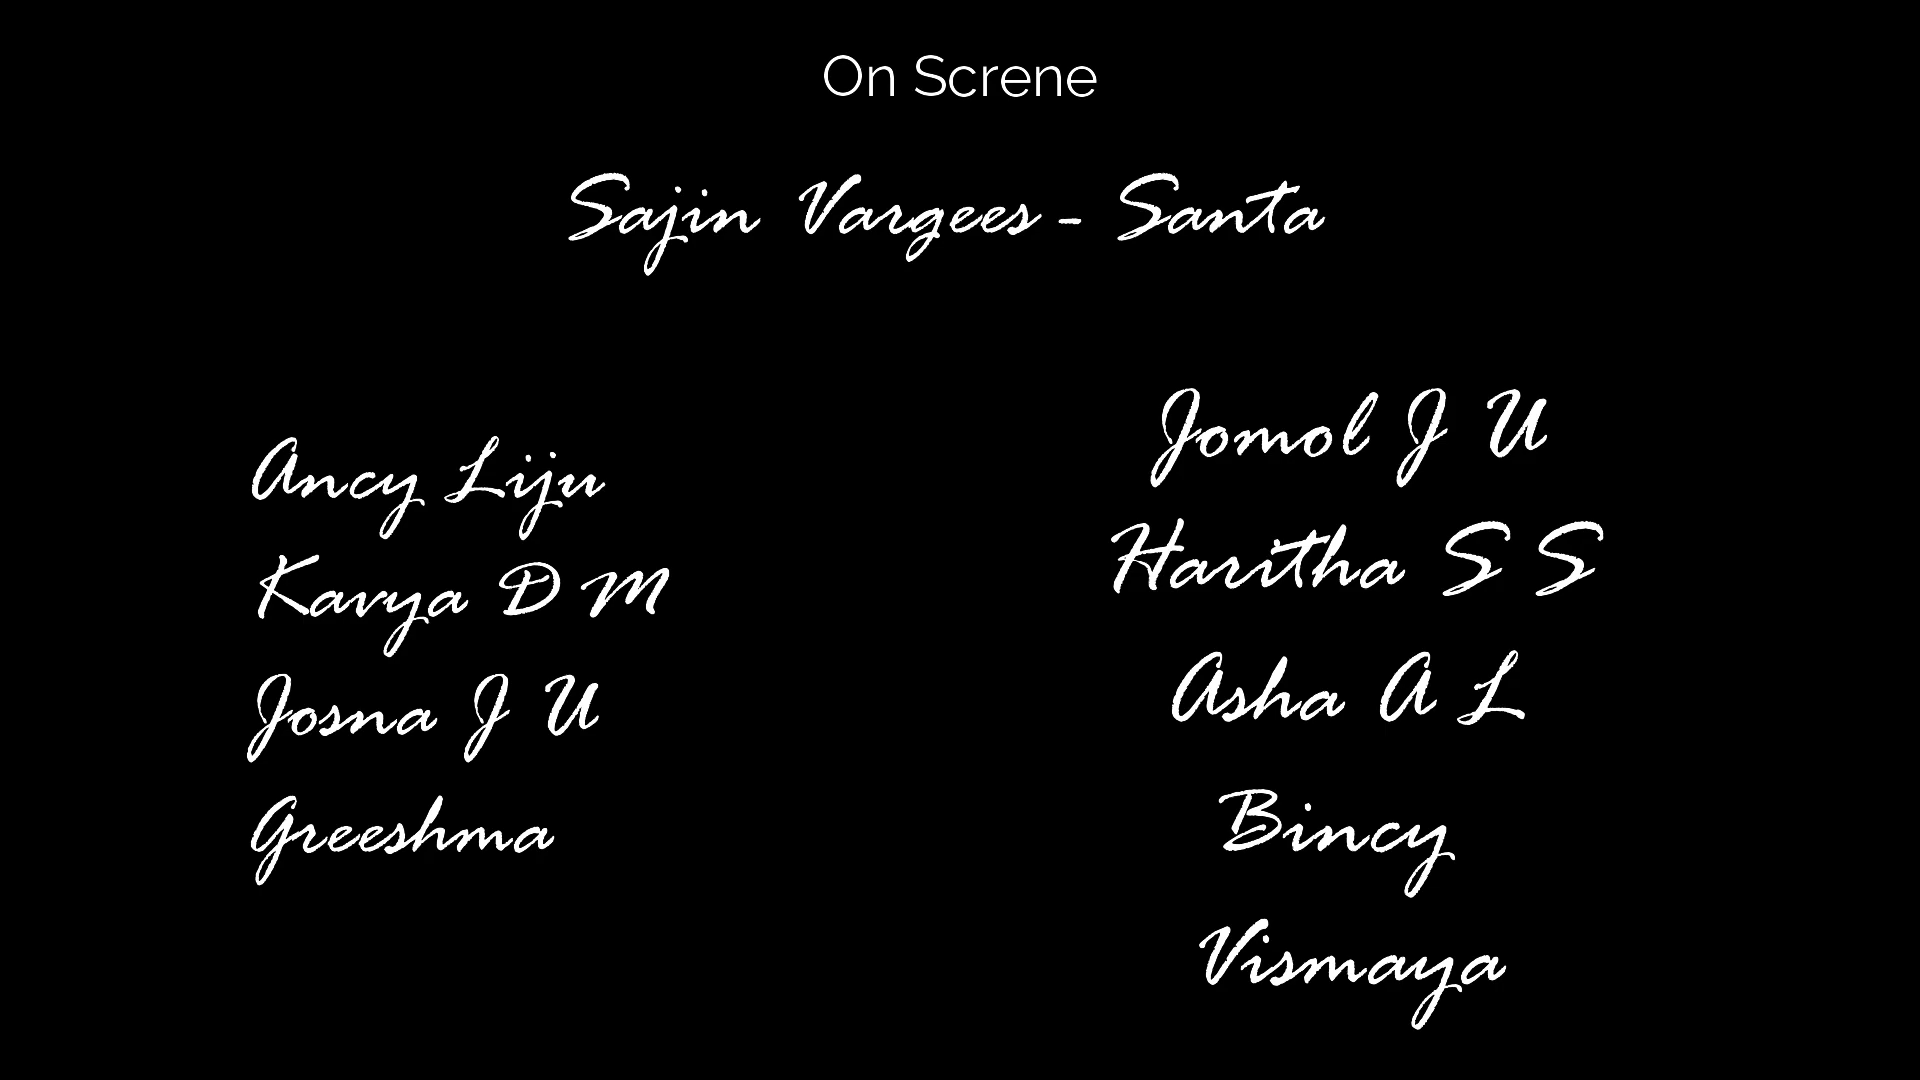 On Screne
Sajin Vargees - Santa
Ancy Liju
Kavya D M
Josna J U
Greeshma
Jomol J U
Haritha S S
Asha A L
Bincy
Vismaya